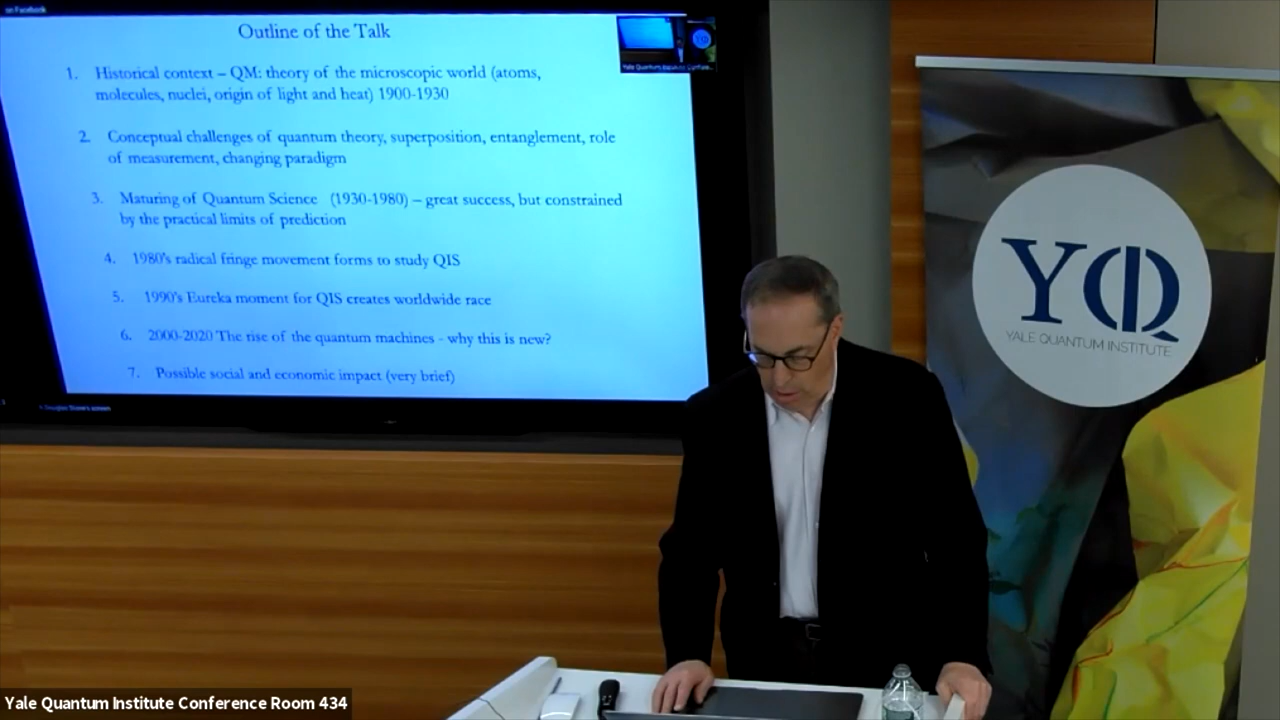 on Facebook
Outline of the Talk
1. Historical context – QM: theory of the microscopic world (atoms,
molecules, nuclei, origin of light and heat) 1900-1930
2. Conceptual challenges of quantum theory, superposition, entanglement, role
of measurement, changing paradigm
3. Maturing of Quantum Science (1930-1980) – great success, but constrained
by the practical limits of prediction
4. 1980's radical fringe movement forms to study QIS
5. 1990's Eureka moment for QIS creates worldwide race
6. 2000-2020 The rise of the quantum machines - why this is new?
7. Possible social and economic impact (very brief)
YQ
YALE QUANTUM INSTITUTE
Yale Quantum Institute Conference Room 434